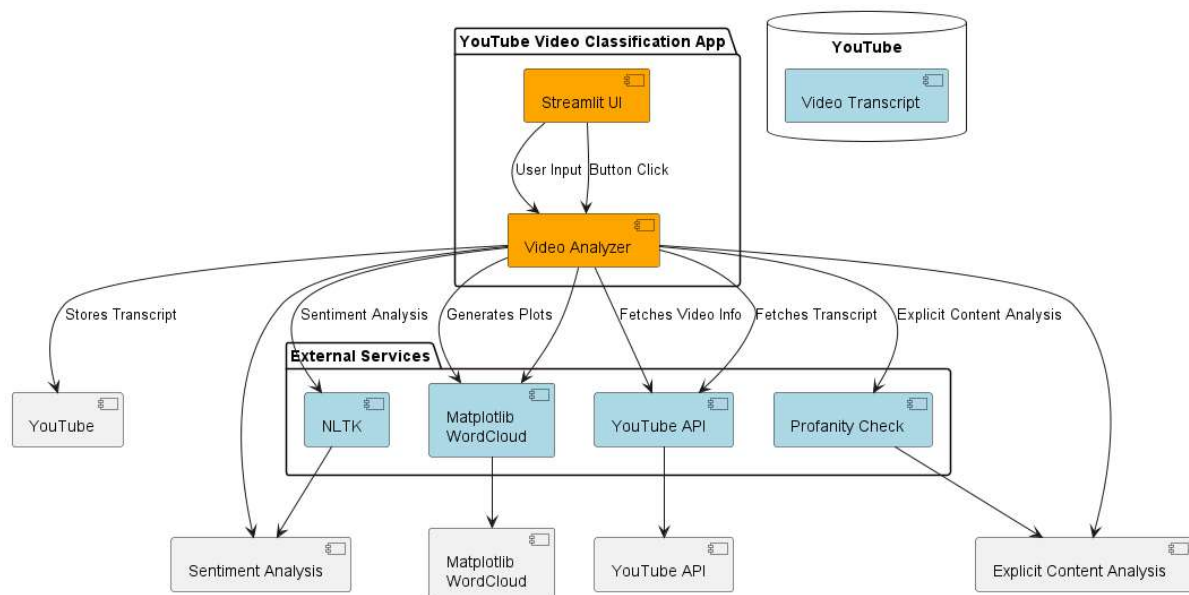 YouTube Video Classification App
YouTube
Streamlit UI
Video Transcript
User Input
Button Click
Video Analyzer
Stores Transcript
Sentiment Analysis
Generates Plots
Fetches Video Info
Fetches Transcript
Explicit Content Analysis
External Services
YouTube
NLTK
Matplotlib
WordCloud
YouTube API
Profanity Check
Sentiment Analysis
Matplotlib
WordCloud
YouTube API
Explicit Content Analysis